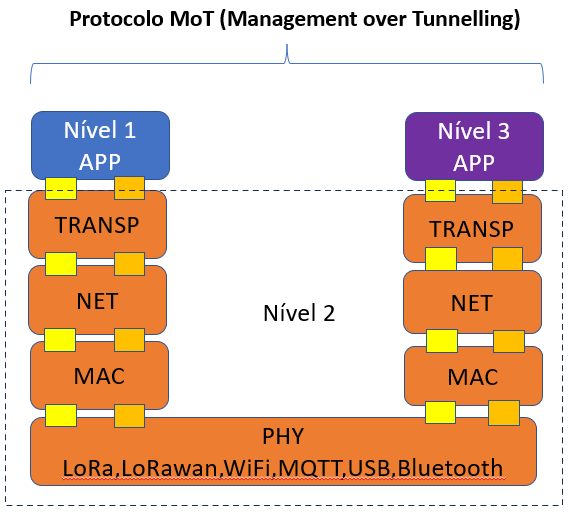 Protocolo MoT (Management over Tunnelling)
Nível 1
APP
Nível 3
APP
TRANSP
TRANSP
NET
NET
Nível 2
MAC
MAC
PHY
LoRa,LoRawan,WiFi,MQTT,USB,Bluetooth